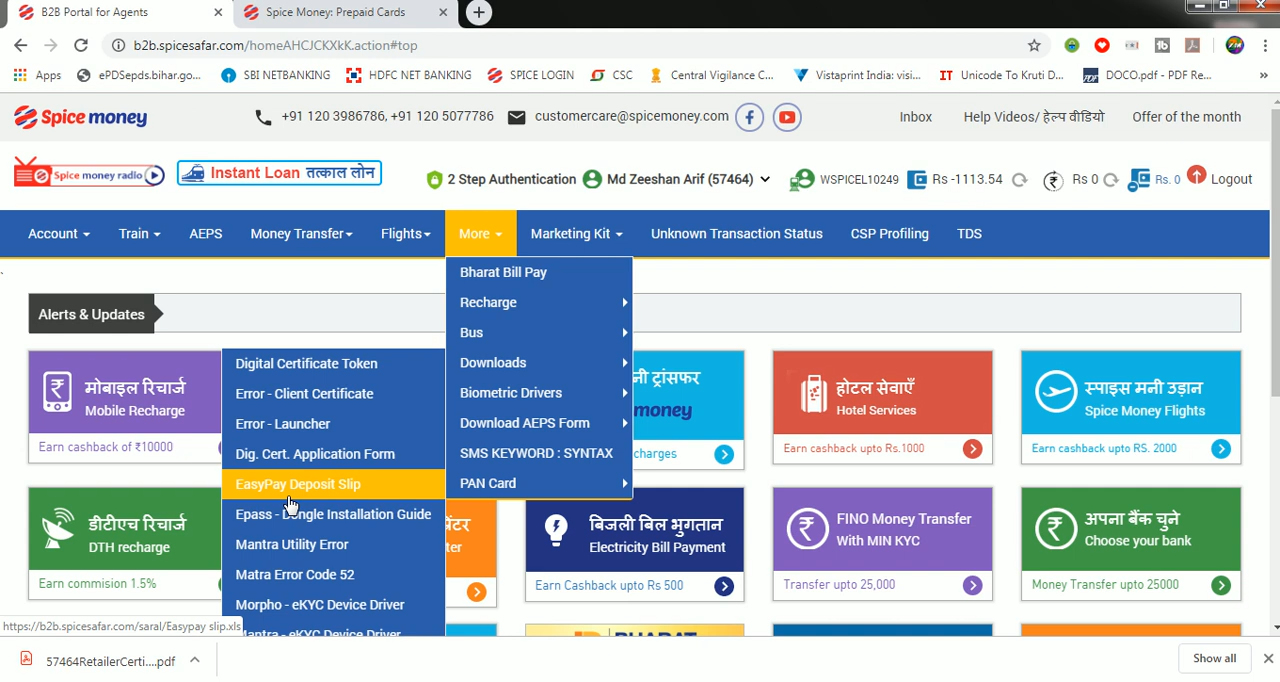 B2B Portal for Agents
Spice Money: Prepaid Cards
b2b.spicesafar.com/homeAHCJCKXkK.action#top
Apps
ePDSepds.bihar.go...
SBI NETBANKING
HDFC NET BANKING
SPICE LOGIN
CSC
Central Vigilance C...
Vistaprint India: visi...
IT Unicode To Kruti D...
DOCO.pdf - PDF Re...
Spice money
+91 120 3986786, +91 120 5077786
customercare@spicemoney.com
Inbox
Help Videos/ हेल्प वीडियो
Offer of the month
Spice money radio
Instant Loan तत्काल लोन
2 Step Authentication
Md Zeeshan Arif (57464)
WSPICEL10249
Rs -1113.54
Rs 0
Rs. 0
Logout
Account
Train
AEPS
Money Transfer
Flights
More
Marketing Kit
Unknown Transaction Status
CSP Profiling
TDS
Bharat Bill Pay
Recharge
Bus
Downloads
Biometric Drivers
Download AEPS Form
SMS KEYWORD : SYNTAX
PAN Card
Alerts & Updates
Digital Certificate Token
Error - Client Certificate
Error - Launcher
Dig. Cert. Application Form
EasyPay Deposit Slip
Epass - Dongle Installation Guide
Mantra Utility Error
Matra Error Code 52
Morpho - eKYC Device Driver
Mantra - eKYC Device Driver
मोबाइल रिचार्ज
Mobile Recharge
Earn cashback of ₹10000
नी ट्रांसफर
money
charges
होटल सेवाएँ
Hotel Services
Earn cashback upto Rs.1000
स्पाइस मनी उड़ान
Spice Money Flights
Earn cashback upto RS. 2000
डीटीएच रिचार्ज
DTH recharge
Earn commision 1.5%
ेंटर
ter
बिजली बिल भुगतान
Electricity Bill Payment
Earn Cashback upto Rs 500
FINO Money Transfer
With MIN KYC
Transfer upto 25,000
अपना बैंक चुने
Choose your bank
Money Transfer upto 25000
BHARAT
https://b2b.spicesafar.com/saral/Easypay slip.xls
57464RetailerCerti....pdf
Show all